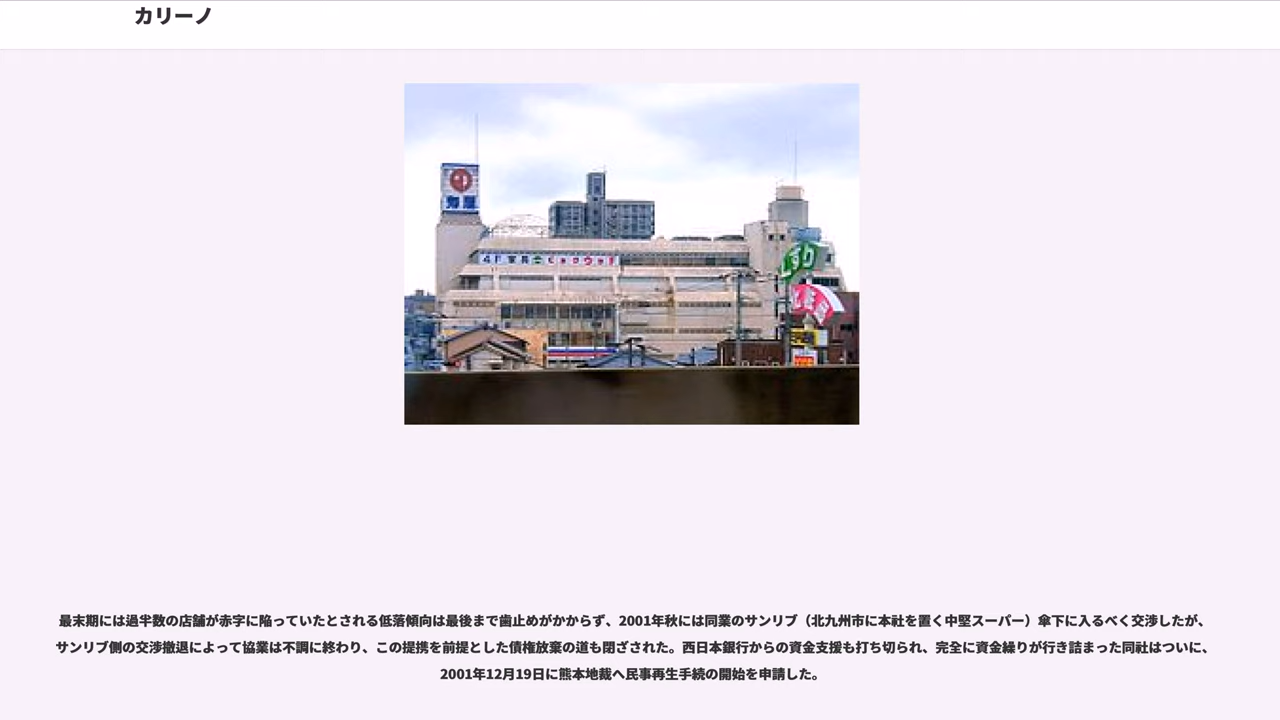 カリーノ
寿屋
くすり
最末期には過半数の店舗が赤字に陥っていたとされる低落傾向は最後まで歯止めがかからず、2001年秋には同業のサンリブ（北九州市に本社を置く中堅スーパー）傘下に入るべく交渉したが、
サンリブ側の交渉撤退によって協業は不調に終わり、この提携を前提とした債権放棄の道も閉ざされた。西日本銀行からの資金支援も打ち切られ、完全に資金繰りが行き詰まった同社はついに、
2001年12月19日に熊本地裁へ民事再生手続の開始を申請した。